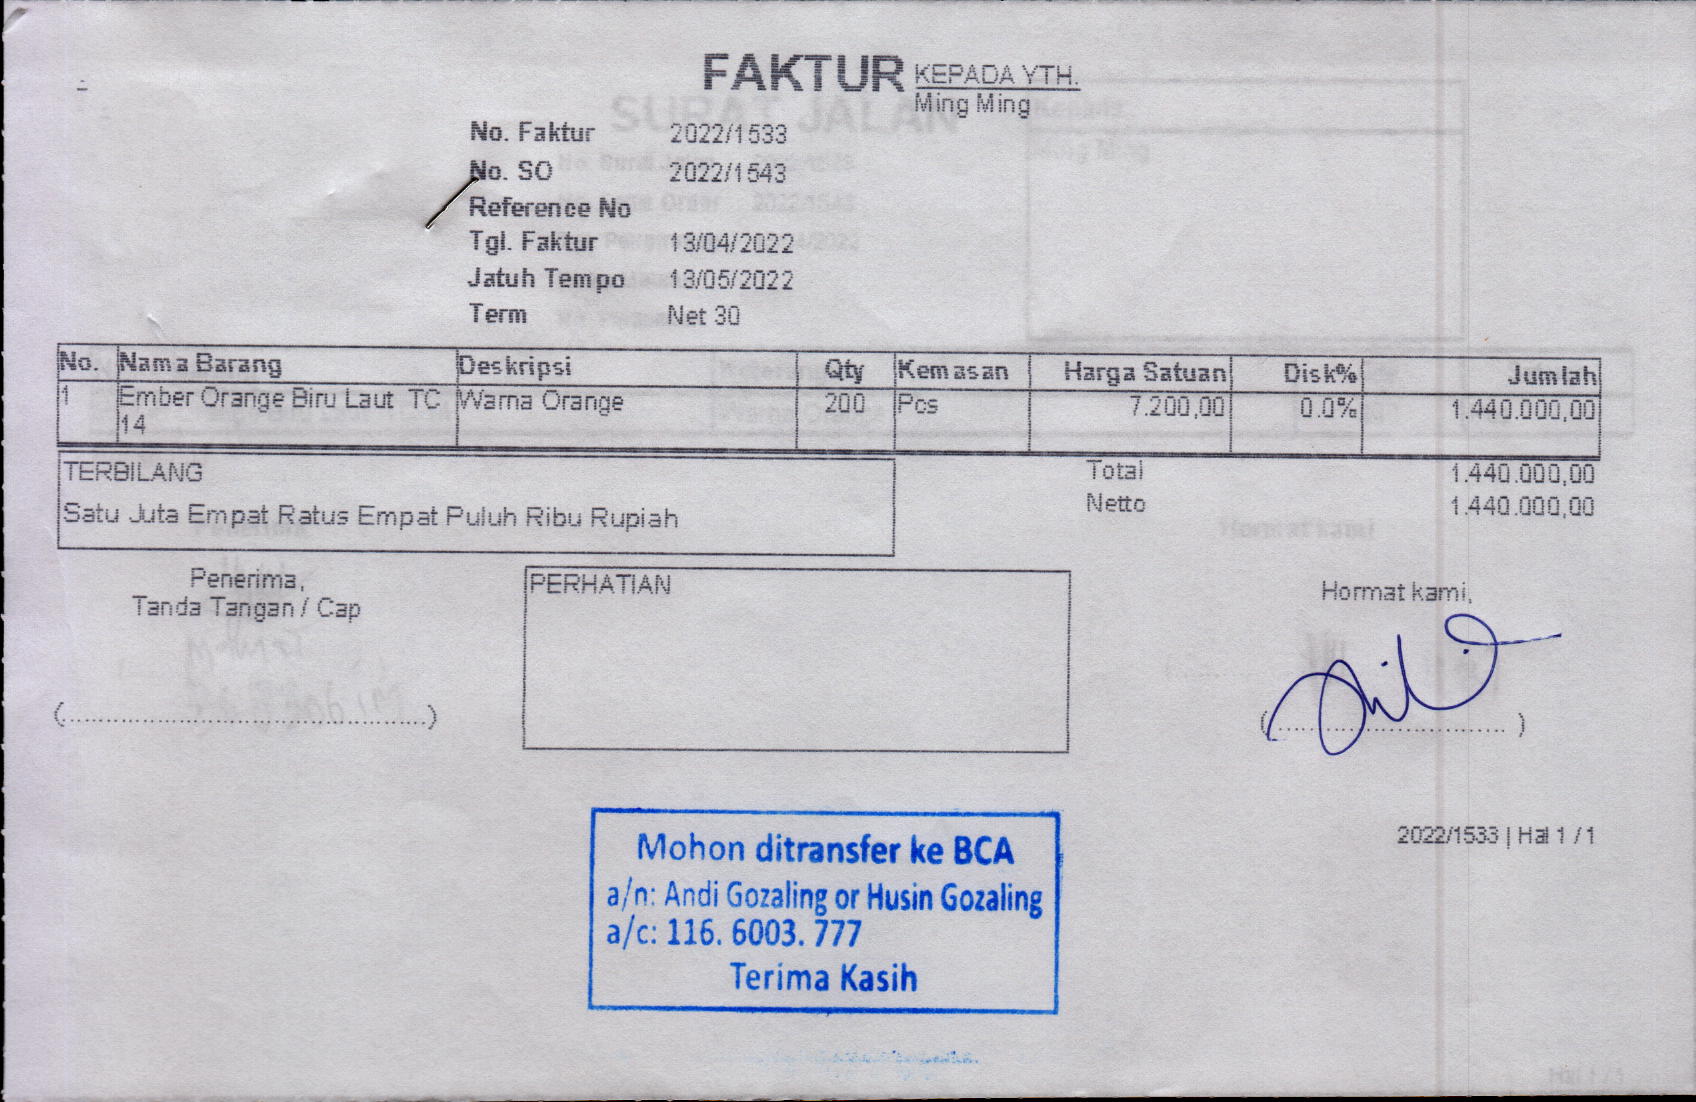 FAKTUR
KEPADA YTH.
Ming Ming
No. Faktur 2022/1533
No. SO 2022/1543
Reference No
Tgl. Faktur 13/04/2022
Jatuh Tempo 13/05/2022
Term Net 30
No. Nama Barang Deskripsi Qty Kemasan Harga Satuan Disk% Jumlah
1 Ember Orange Biru Laut TC Warna Orange 200 Pcs 7.200,00 0.0% 1.440.000,00
14
TERBILANG
Satu Juta Empat Ratus Empat Puluh Ribu Rupiah
Total 1.440.000,00
Netto 1.440.000,00
Penerima,
Tanda Tangan / Cap
(..........................................................)
PERHATIAN
Hormat kami,
(.................................... )
2022/1533 | Hal 1 / 1
Mohon ditransfer ke BCA
a/n: Andi Gozaling or Husin Gozaling
a/c: 116. 6003. 777
Terima Kasih